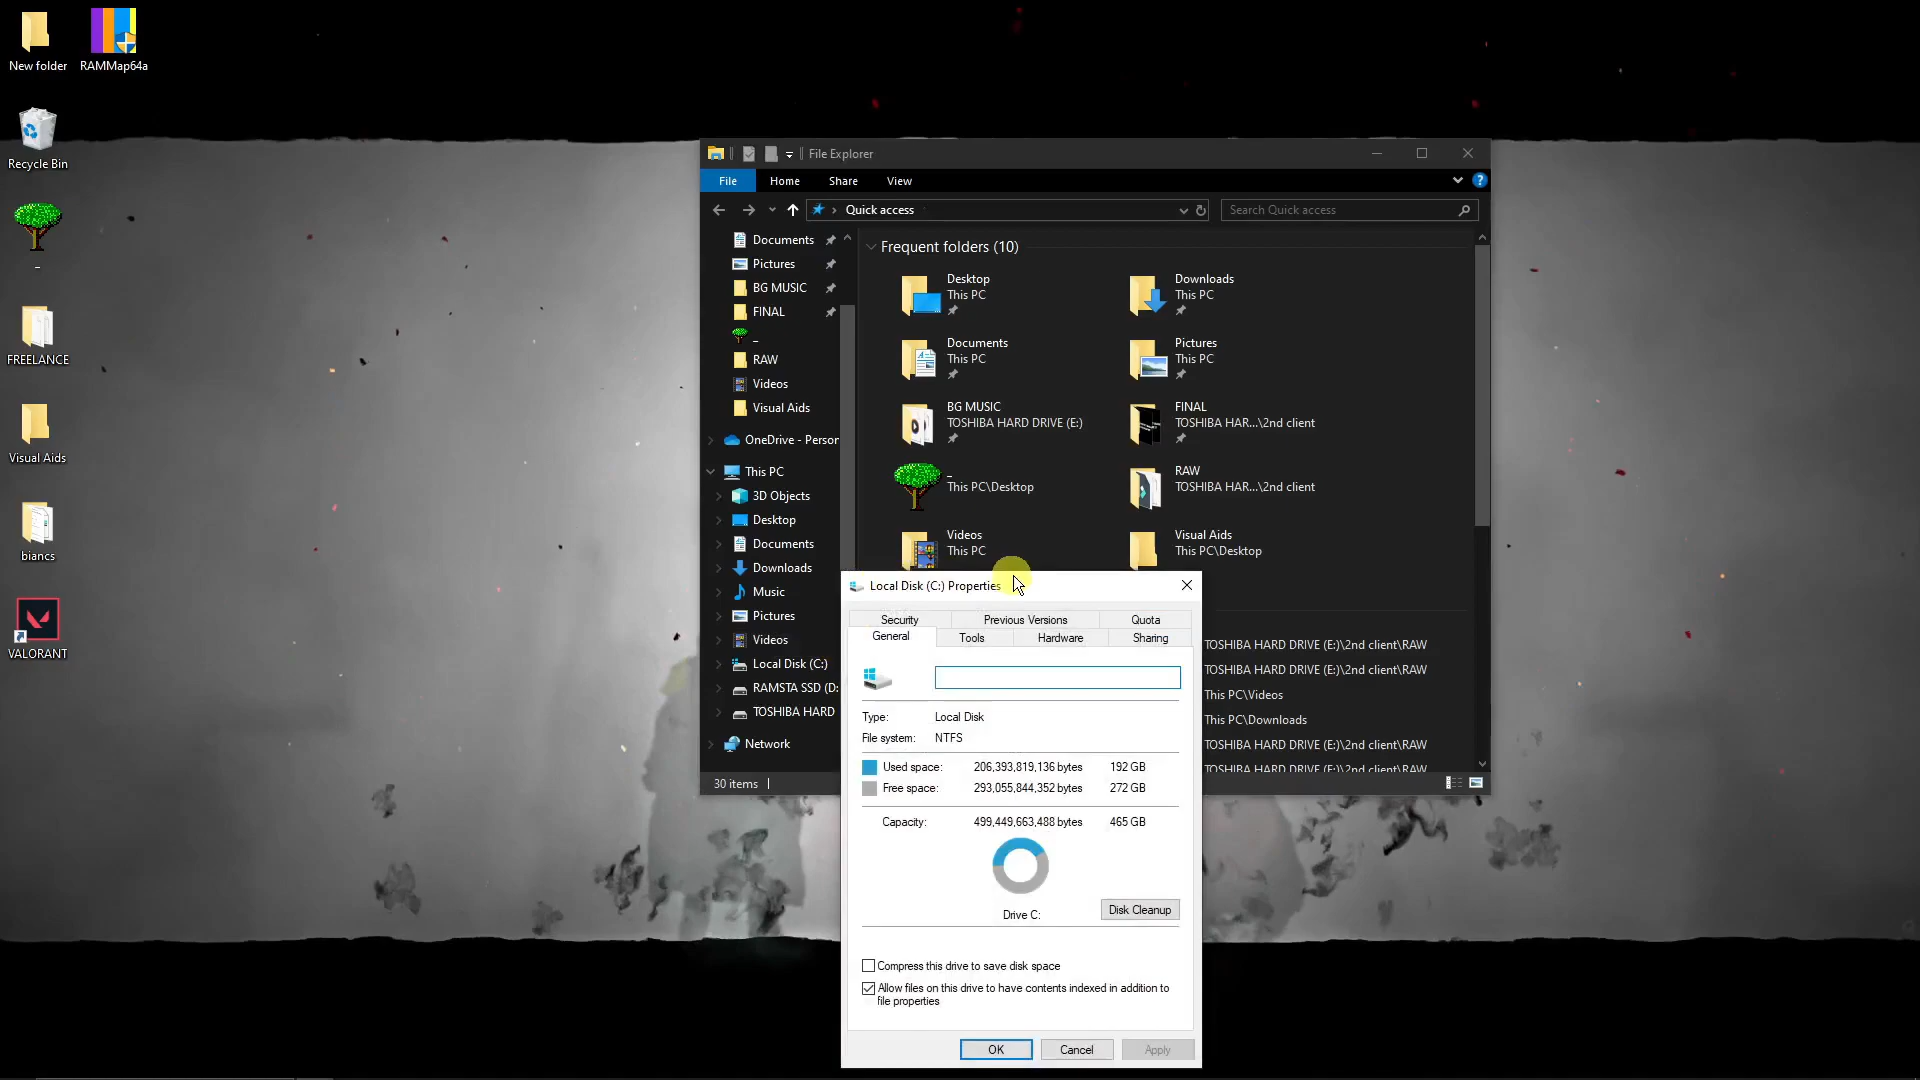 New folder
RAMMap64a
Recycle Bin
_
FREELANCE
Visual Aids
biancs
VALORANT
File Explorer
File
Home
Share
View
Quick access
Search Quick access
Documents
Pictures
BG MUSIC
FINAL
_
RAW
Videos
Visual Aids
OneDrive - Person
This PC
3D Objects
Desktop
Documents
Downloads
Music
Pictures
Videos
Local Disk (C:)
RAMSTA SSD (D:
TOSHIBA HARD
Network
30 items
Frequent folders (10)
Desktop
This PC
Downloads
This PC
Documents
This PC
Pictures
This PC
BG MUSIC
TOSHIBA HARD DRIVE (E:)
FINAL
TOSHIBA HAR...\2nd client
_
This PC\Desktop
RAW
TOSHIBA HAR...\2nd client
Videos
This PC
Visual Aids
This PC\Desktop
TOSHIBA HARD DRIVE (E:)\2nd client\RAW
TOSHIBA HARD DRIVE (E:)\2nd client\RAW
This PC\Videos
This PC\Downloads
TOSHIBA HARD DRIVE (E:)\2nd client\RAW
TOSHIBA HARD DRIVE (E:)\2nd client\RAW
Local Disk (C:) Properties
Security
Previous Versions
Quota
General
Tools
Hardware
Sharing
Type: Local Disk
File system: NTFS
Used space: 206,393,819,136 bytes 192 GB
Free space: 293,055,844,352 bytes 272 GB
Capacity: 499,449,663,488 bytes 465 GB
Drive C:
Disk Cleanup
Compress this drive to save disk space
Allow files on this drive to have contents indexed in addition to
file properties
OK
Cancel
Apply